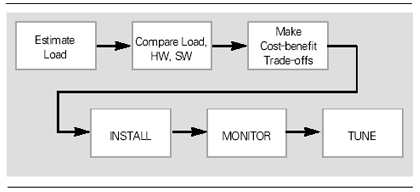 Estimate
Load
Compare Load,
HW, SW
Make
Cost-benefit
Trade-offs
INSTALL
MONITOR
TUNE